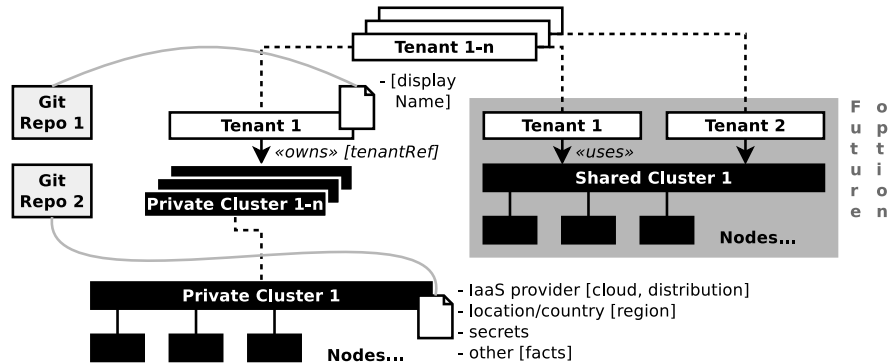 Tenant 1-n
- [display
Name]
Git
Repo 1
Tenant 1
«owns» [tenantRef]
Git
Repo 2
Private Cluster 1-n
Tenant 1
Tenant 2
«uses»
Shared Cluster 1
Nodes...
Future
option
Private Cluster 1
Nodes...
- IaaS provider [cloud, distribution]
- location/country [region]
- secrets
- other [facts]